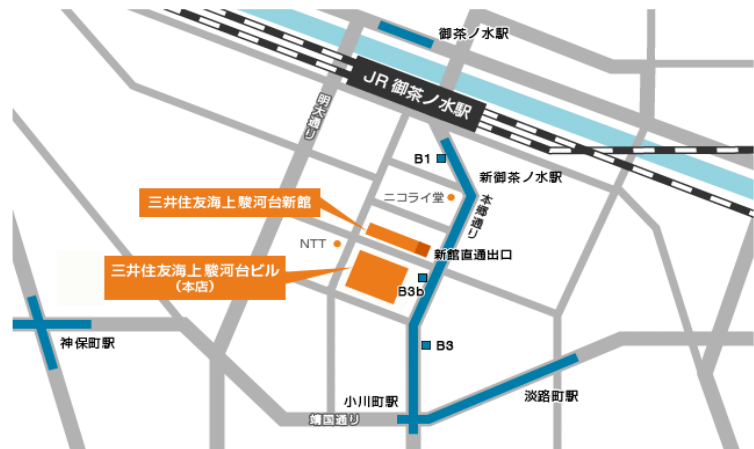 御茶ノ水駅
JR 御茶ノ水駅
明大通り
B1
新御茶ノ水駅
ニコライ堂
本郷通り
三井住友海上 駿河台新館
NTT
新館直通出口
三井住友海上 駿河台ビル
（本店）
B3b
神保町駅
B3
小川町駅
淡路町駅
靖国通り